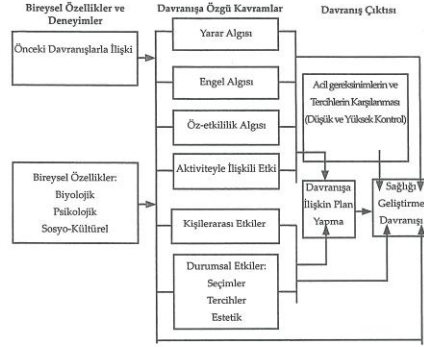 Bireysel Özellikler ve
Deneyimler
Davranışa Özgü Kavramlar
Davranış Çıktısı
Önceki Davranışlarla İlişki
Yarar Algısı
Engel Algısı
Öz-etkililik Algısı
Aktiviteyle İlişkili Etki
Acil gereksinimlerin ve
Tercihlerin Karşılanması
(Düşük ve Yüksek Kontrol)
Bireysel Özellikler:
Biyolojik
Psikolojik
Sosyo-Kültürel
Kişilerarası Etkiler
Durumsal Etkiler:
Seçimler
Tercihler
Estetik
Davranışa
İlişkin Plan
Yapma
Sağlığı
Geliştirme
Davranışı